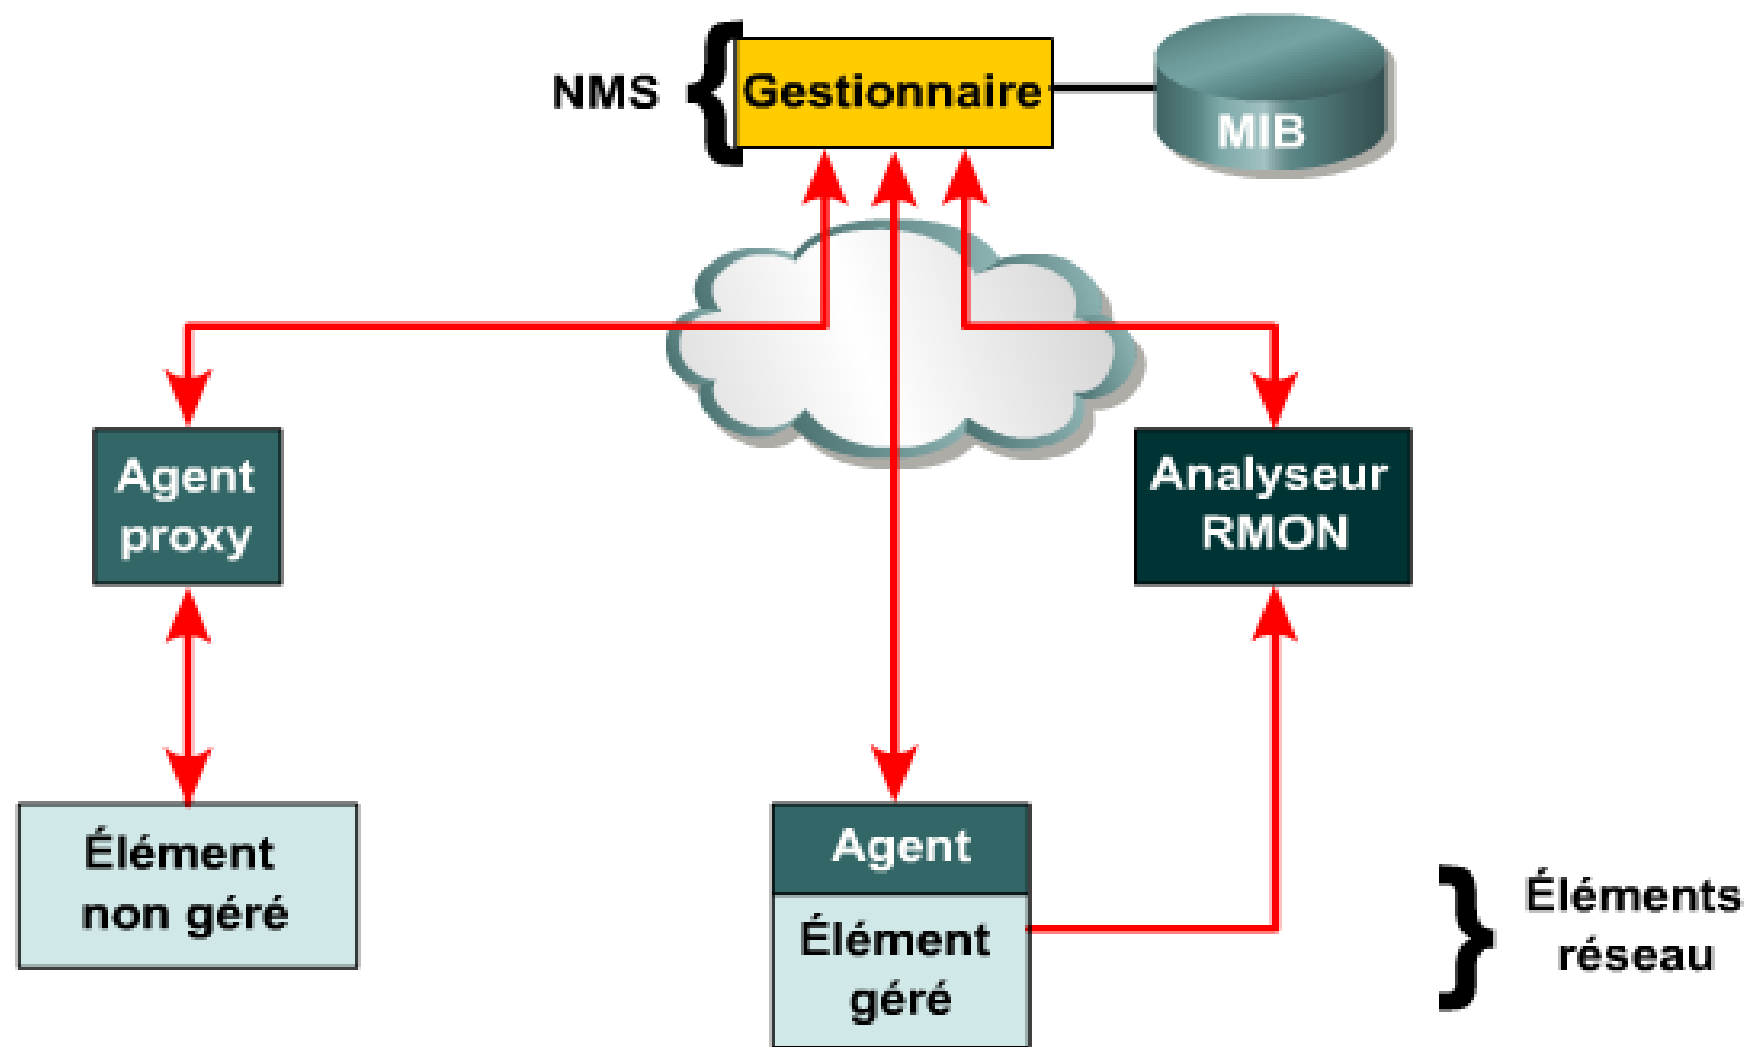 NMS
Gestionnaire
MIB
Agent
proxy
Analyseur
RMON
Élément
non géré
Agent
Élément
géré
Éléments
réseau